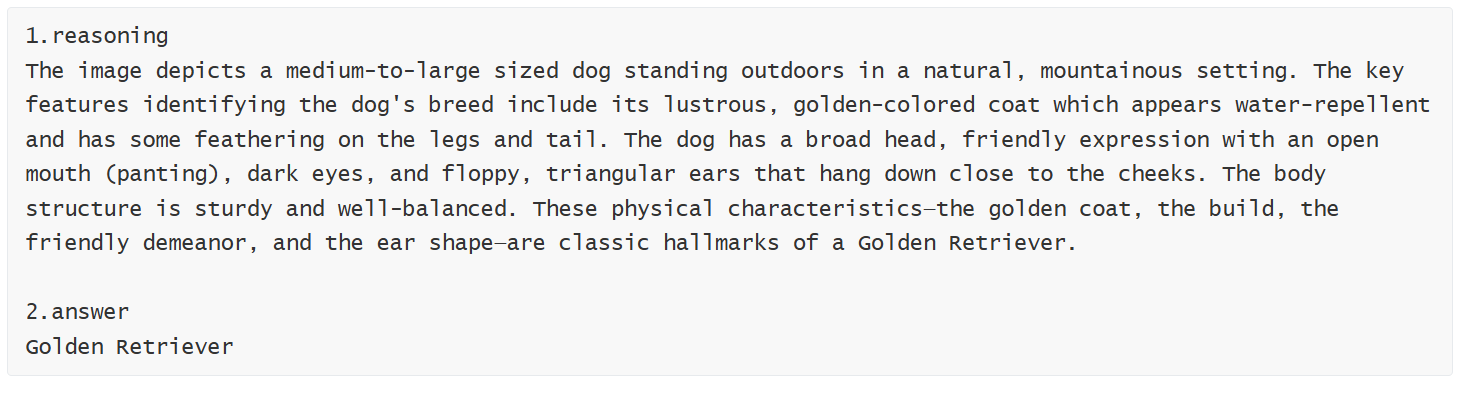 1.reasoning
The image depicts a medium-to-large sized dog standing outdoors in a natural, mountainous setting. The key
features identifying the dog's breed include its lustrous, golden-colored coat which appears water-repellent
and has some feathering on the legs and tail. The dog has a broad head, friendly expression with an open
mouth (panting), dark eyes, and floppy, triangular ears that hang down close to the cheeks. The body
structure is sturdy and well-balanced. These physical characteristics—the golden coat, the build, the
friendly demeanor, and the ear shape—are classic hallmarks of a Golden Retriever.
2.answer
Golden Retriever